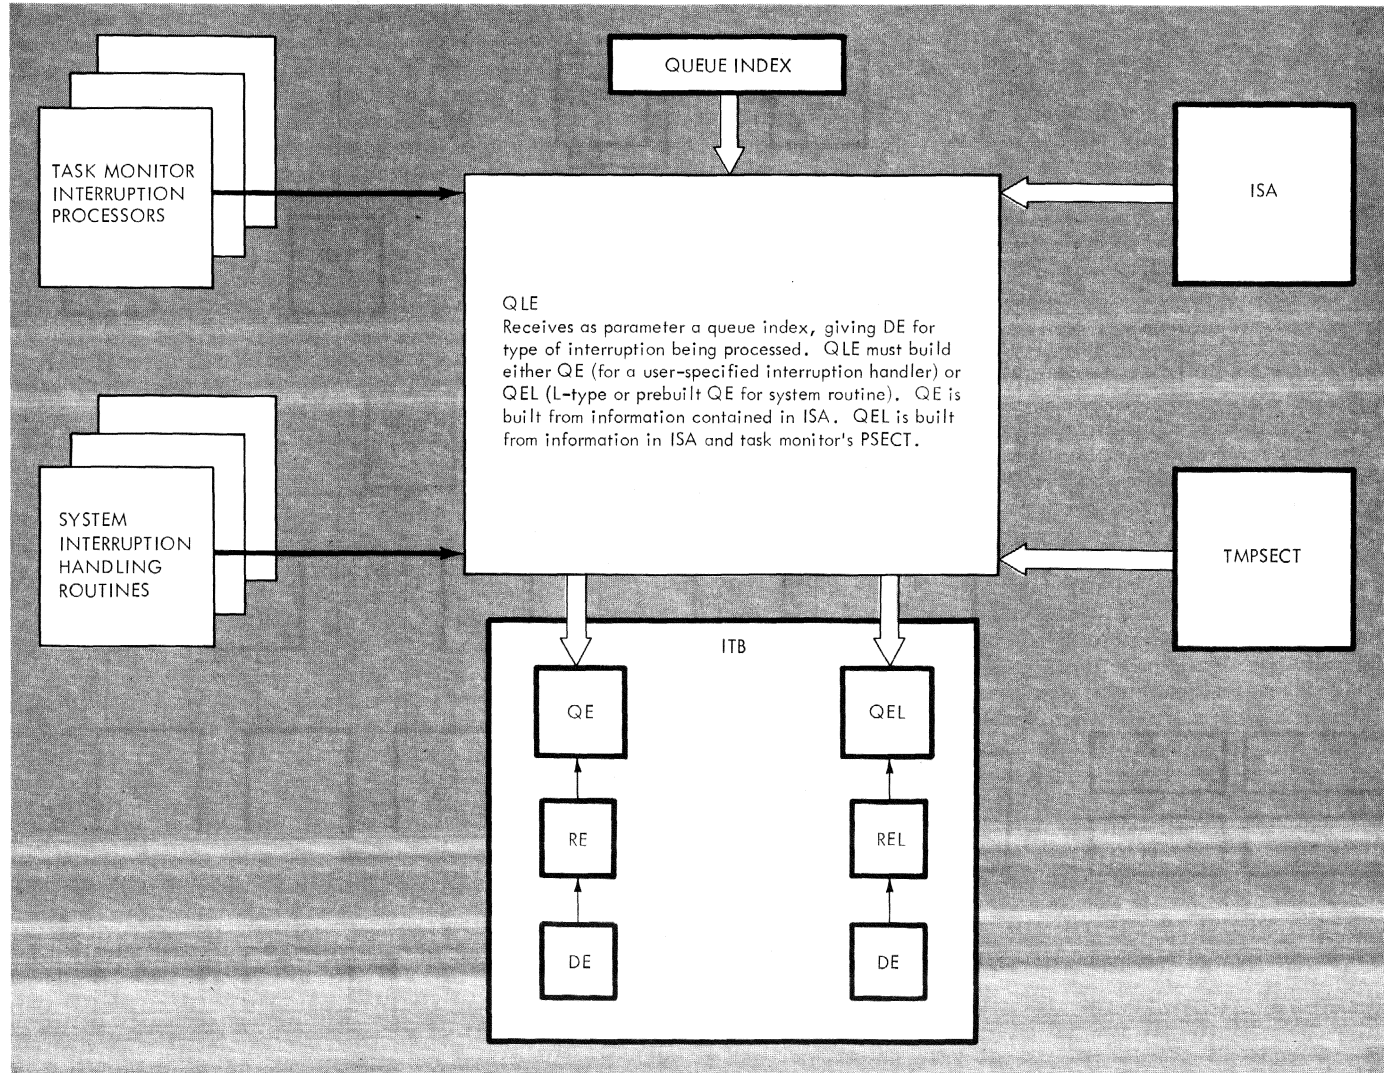 QUEUE INDEX
TASK MONITOR
INTERRUPTION
PROCESSORS
ISA
QLE
Receives as parameter a queue index, giving DE for
type of interruption being processed. QLE must build
either QE (for a user-specified interruption handler) or
QEL (L-type or prebuilt QE for system routine). QE is
built from information contained in ISA. QEL is built
from information in ISA and task monitor's PSECT.
SYSTEM
INTERRUPTION
HANDLING
ROUTINES
TMPSECT
ITB
QE
QEL
RE
REL
DE
DE